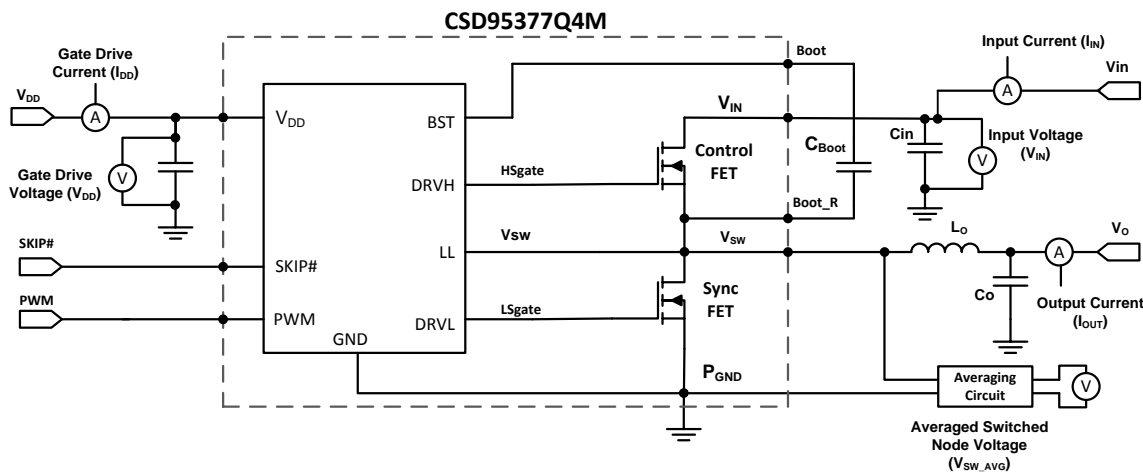 CSD95377Q4M
Gate Drive
Current (IDD)
VDD
A
V
Gate Drive
Voltage (VDD)
SKIP#
PWM
VDD
SKIP#
PWM
GND
BST
DRVH
LL
DRVL
HSgate
Vsw
LSgate
Control
FET
Sync
FET
Boot
VIN
CBoot
Boot_R
VSW
PGND
Input Current (IIN)
A
Vin
Cin
V
Input Voltage
(VIN)
LO
A
VO
Co
Output Current
(IOUT)
Averaging
Circuit
V
Averaged Switched
Node Voltage
(VSW_AVG)